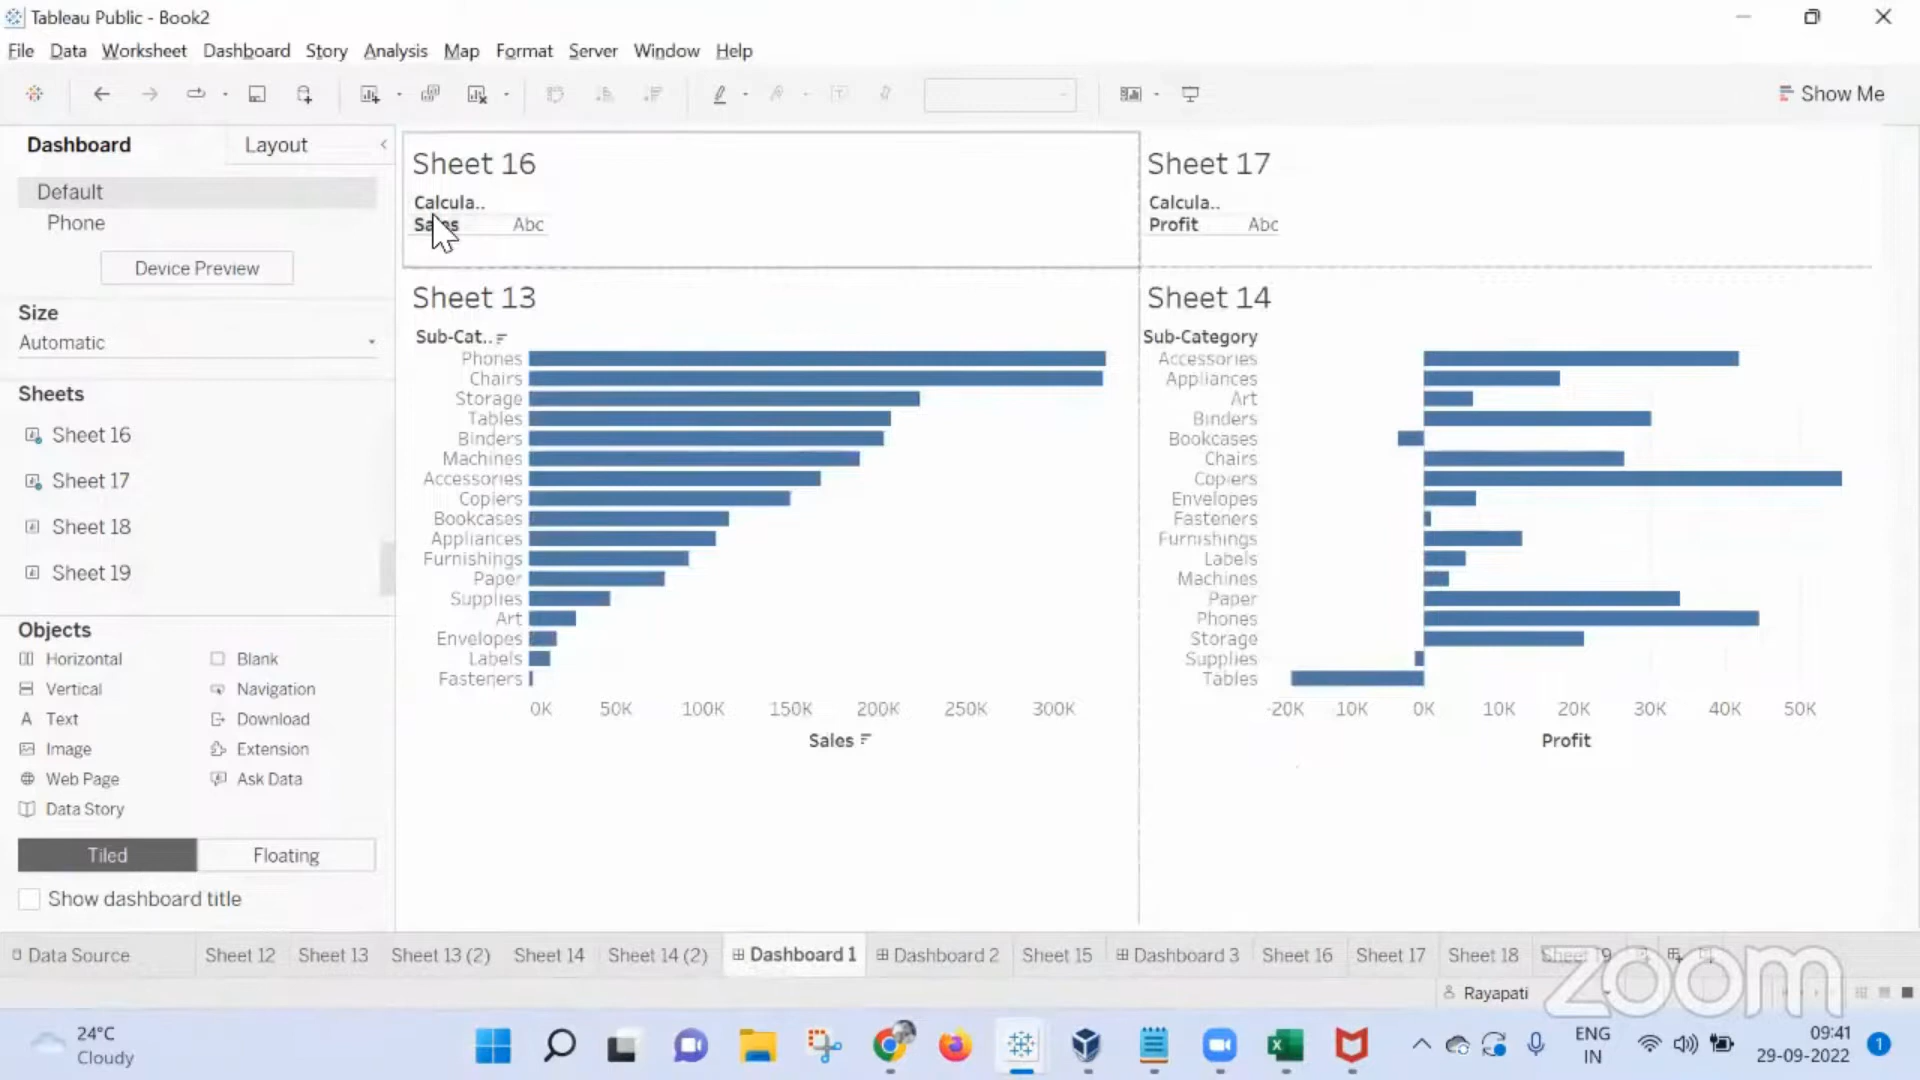 Tableau Public - Book2
File Data Worksheet Dashboard Story Analysis Map Format Server Window Help
Show Me
Dashboard Layout
Default
Phone
Device Preview
Size
Automatic
Sheets
Sheet 16
Sheet 17
Sheet 18
Sheet 19
Objects
Horizontal Blank
Vertical Navigation
Text Download
Image Extension
Web Page Ask Data
Data Story
Tiled Floating
Show dashboard title
Sheet 16
Calcula..
Sales Abc
Sheet 17
Calcula..
Profit Abc
Sheet 13
Sub-Cat..
Phones
Chairs
Storage
Tables
Binders
Machines
Accessories
Copiers
Bookcases
Appliances
Furnishings
Paper
Supplies
Art
Envelopes
Labels
Fasteners
0K 50K 100K 150K 200K 250K 300K
Sales
Sheet 14
Sub-Category
Accessories
Appliances
Art
Binders
Bookcases
Chairs
Copiers
Envelopes
Fasteners
Furnishings
Labels
Machines
Paper
Phones
Storage
Supplies
Tables
-20K -10K 0K 10K 20K 30K 40K 50K
Profit
Data Source Sheet 12 Sheet 13 Sheet 13 (2) Sheet 14 Sheet 14 (2) Dashboard 1 Dashboard 2 Sheet 15 Dashboard 3 Sheet 16 Sheet 17 Sheet 18 Sheet 19
Rayapati
zoom
24°C
Cloudy
ENG
IN
09:41
29-09-2022
1